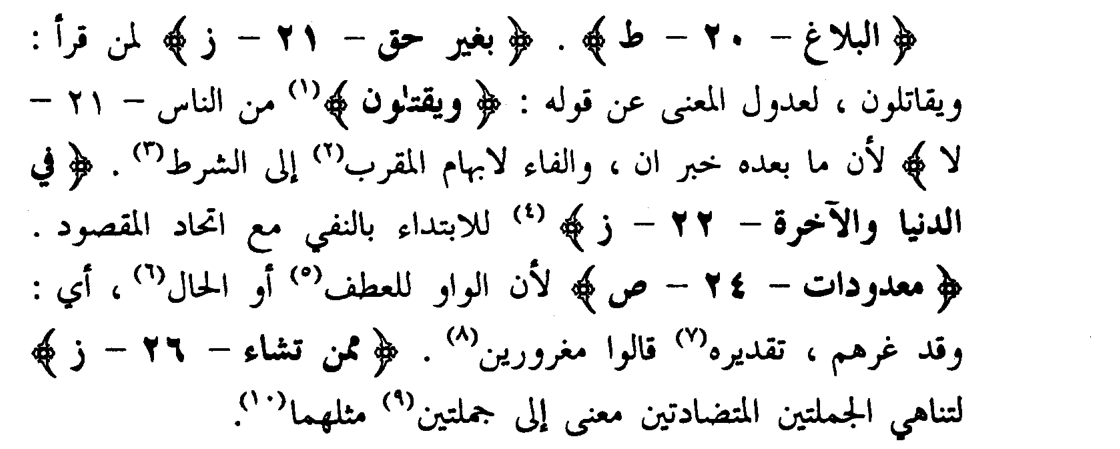 ﴿ البلاغ – ٢٠ – ط ﴾ . ﴿ بغير حق – ٢١ – ز ﴾ لمن قرأ :
ويقاتلون ، لعدول المعنى عن قوله : ﴿ ويقتلون ﴾(١) من الناس – ٢١ –
لا ﴾ لأن ما بعده خبر ان ، والفاء لابهام المقرب(٢) إلى الشرط(٣) . ﴿ في
الدنيا والآخرة – ٢٢ – ز ﴾ (٤) للابتداء بالنفي مع اتحاد المقصود .
﴿ معدودات – ٢٤ – ص ﴾ لأن الواو للعطف(٥) أو الحال(٦) ، أي :
وقد غرهم ، تقديره(٧) قالوا مغرورين(٨) . ﴿ ممن تشاء – ٢٦ – ز ﴾
لتناهي الجملتين المتضادتين معنى إلى جملتين(٩) مثلهما(١٠).